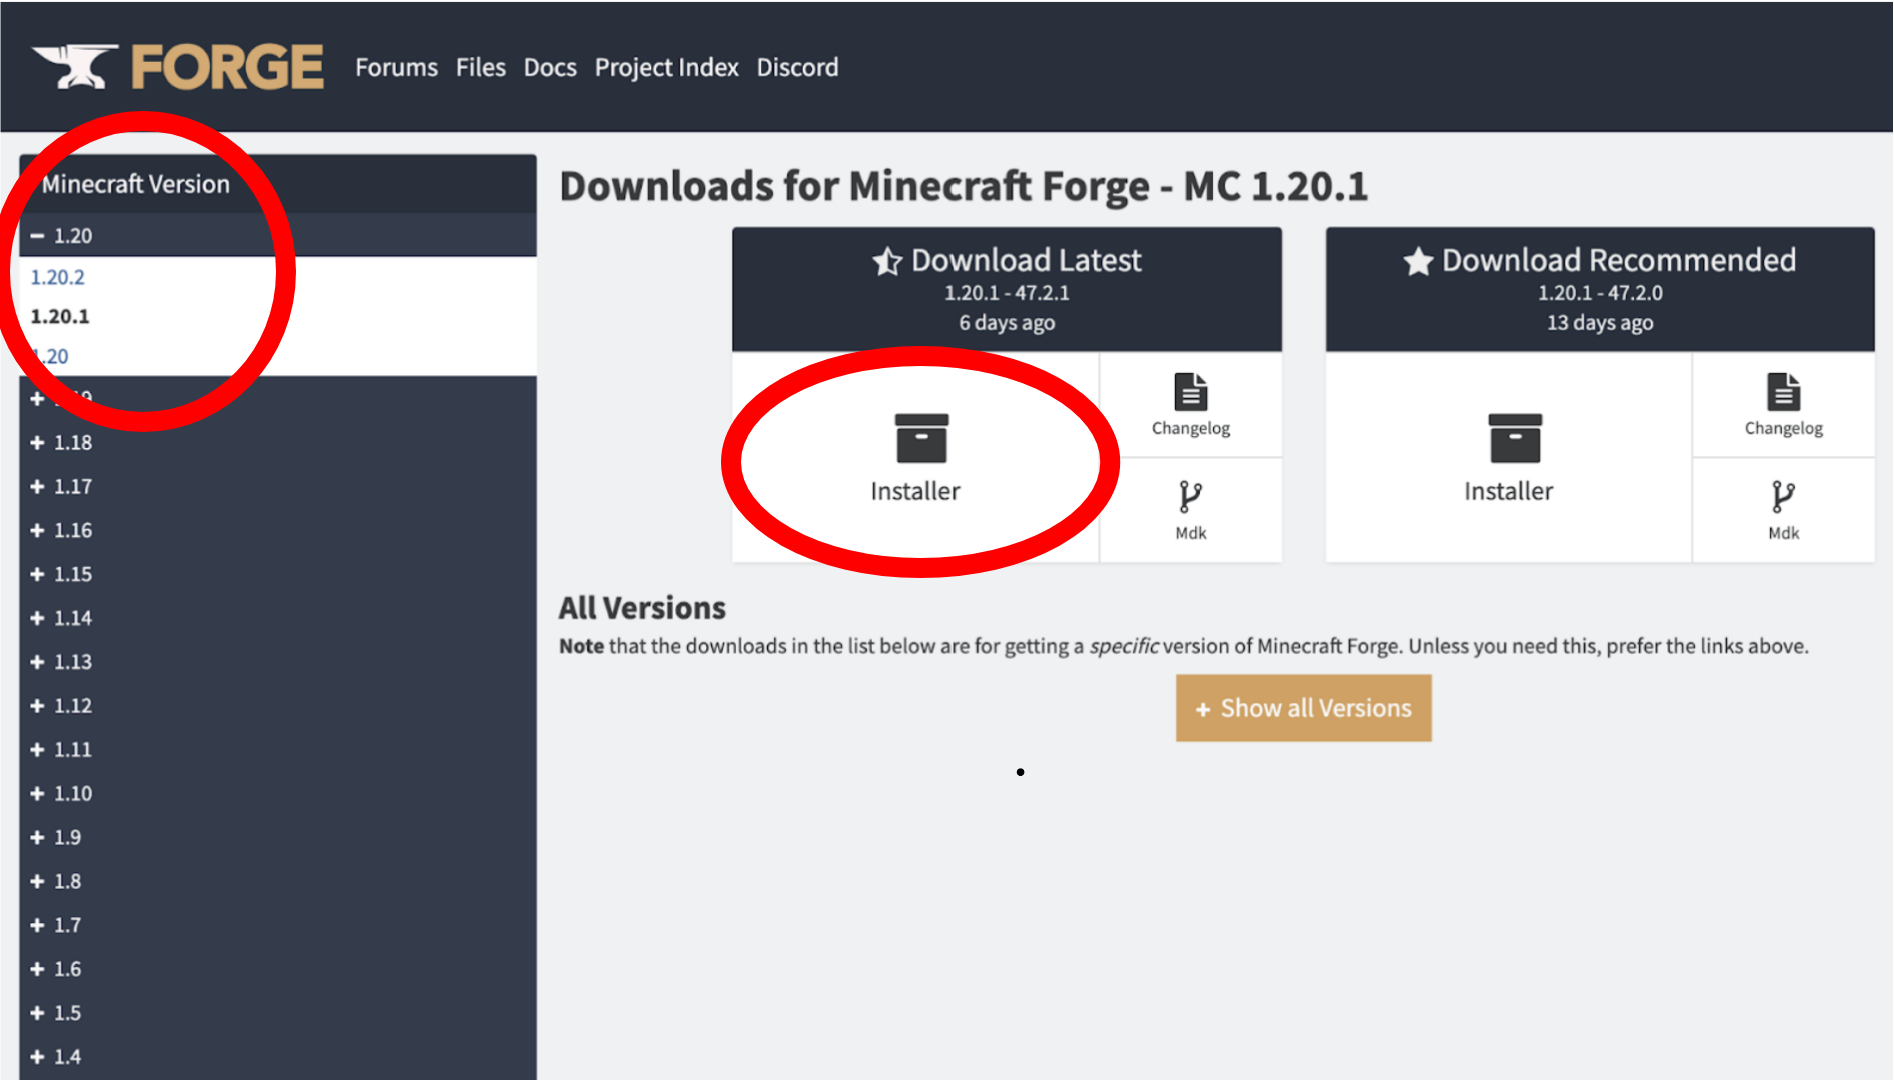 FORGE Forums Files Docs Project Index Discord
Minecraft Version
1.20
1.20.2
1.20.1
1.20
1.18
1.17
1.16
1.15
1.14
1.13
1.12
1.11
1.10
1.9
1.8
1.7
1.6
1.5
1.4
Downloads for Minecraft Forge - MC 1.20.1
Download Latest
1.20.1 - 47.2.1
6 days ago
Installer
Changelog
Mdk
Download Recommended
1.20.1 - 47.2.0
13 days ago
Installer
Changelog
Mdk
All Versions
Note that the downloads in the list below are for getting a specific version of Minecraft Forge. Unless you need this, prefer the links above.
+ Show all Versions